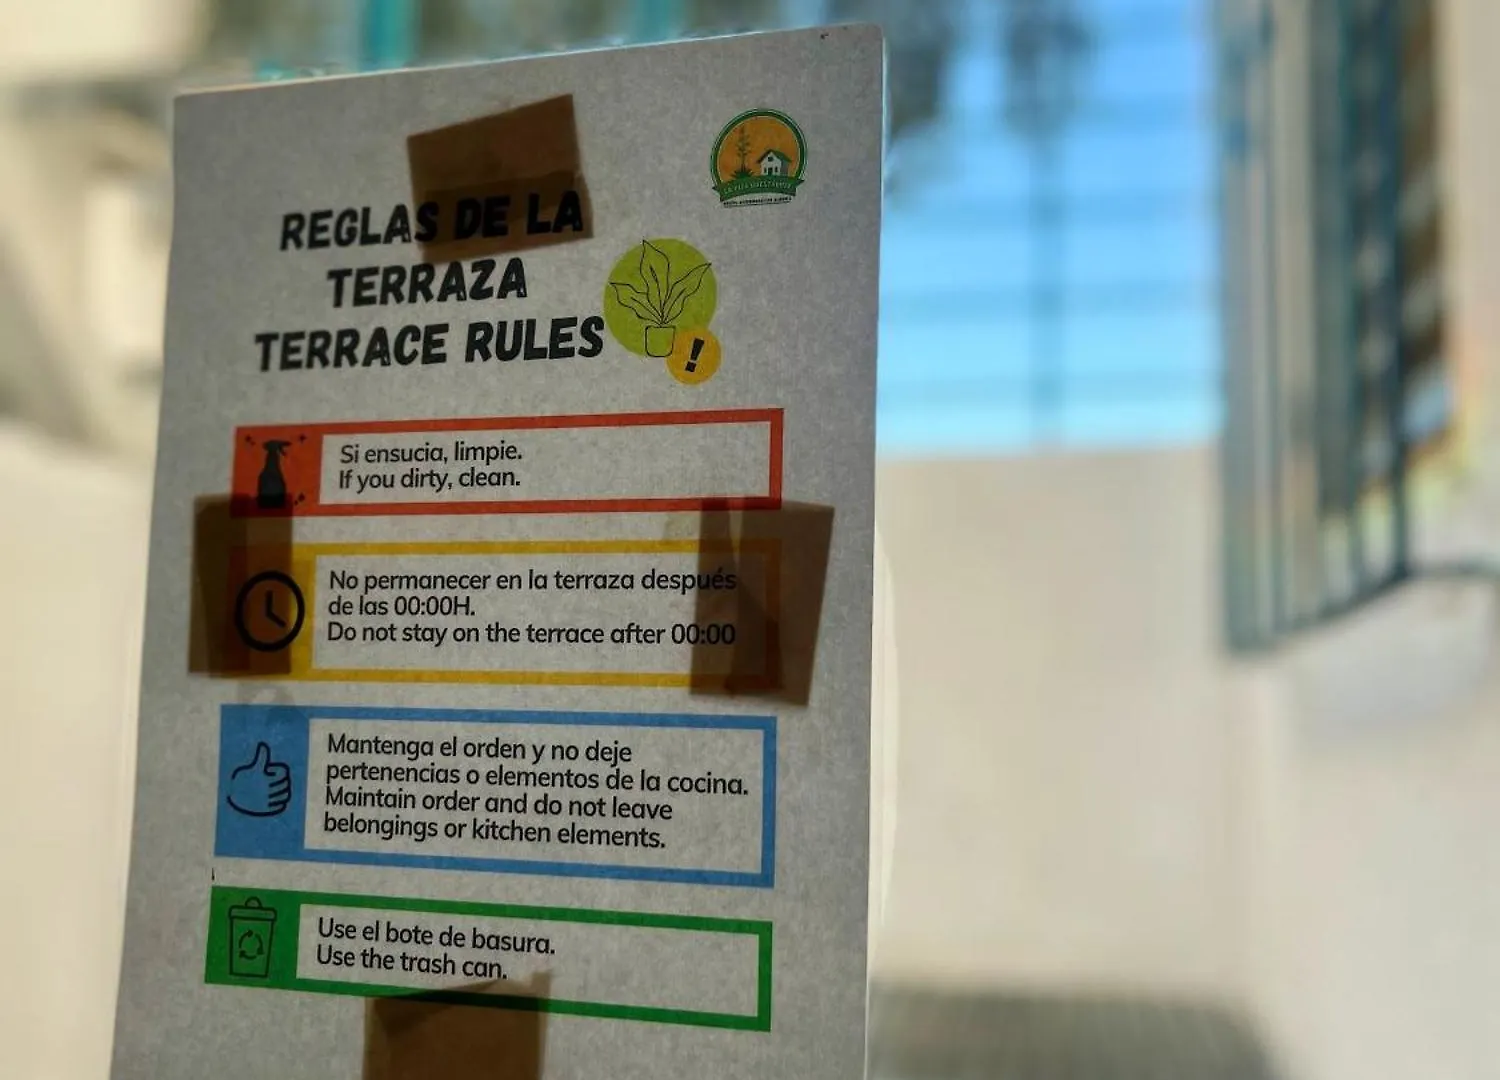 REGLAS DE LA
TERRAZA
TERRACE RULES
!
Si ensucia, limpie.
If you dirty, clean.
No permanecer en la terraza después
de las 00:00H.
Do not stay on the terrace after 00:00
Mantenga el orden y no deje
pertenencias o elementos de la cocina.
Maintain order and do not leave
belongings or kitchen elements.
Use el bote de basura.
Use the trash can.